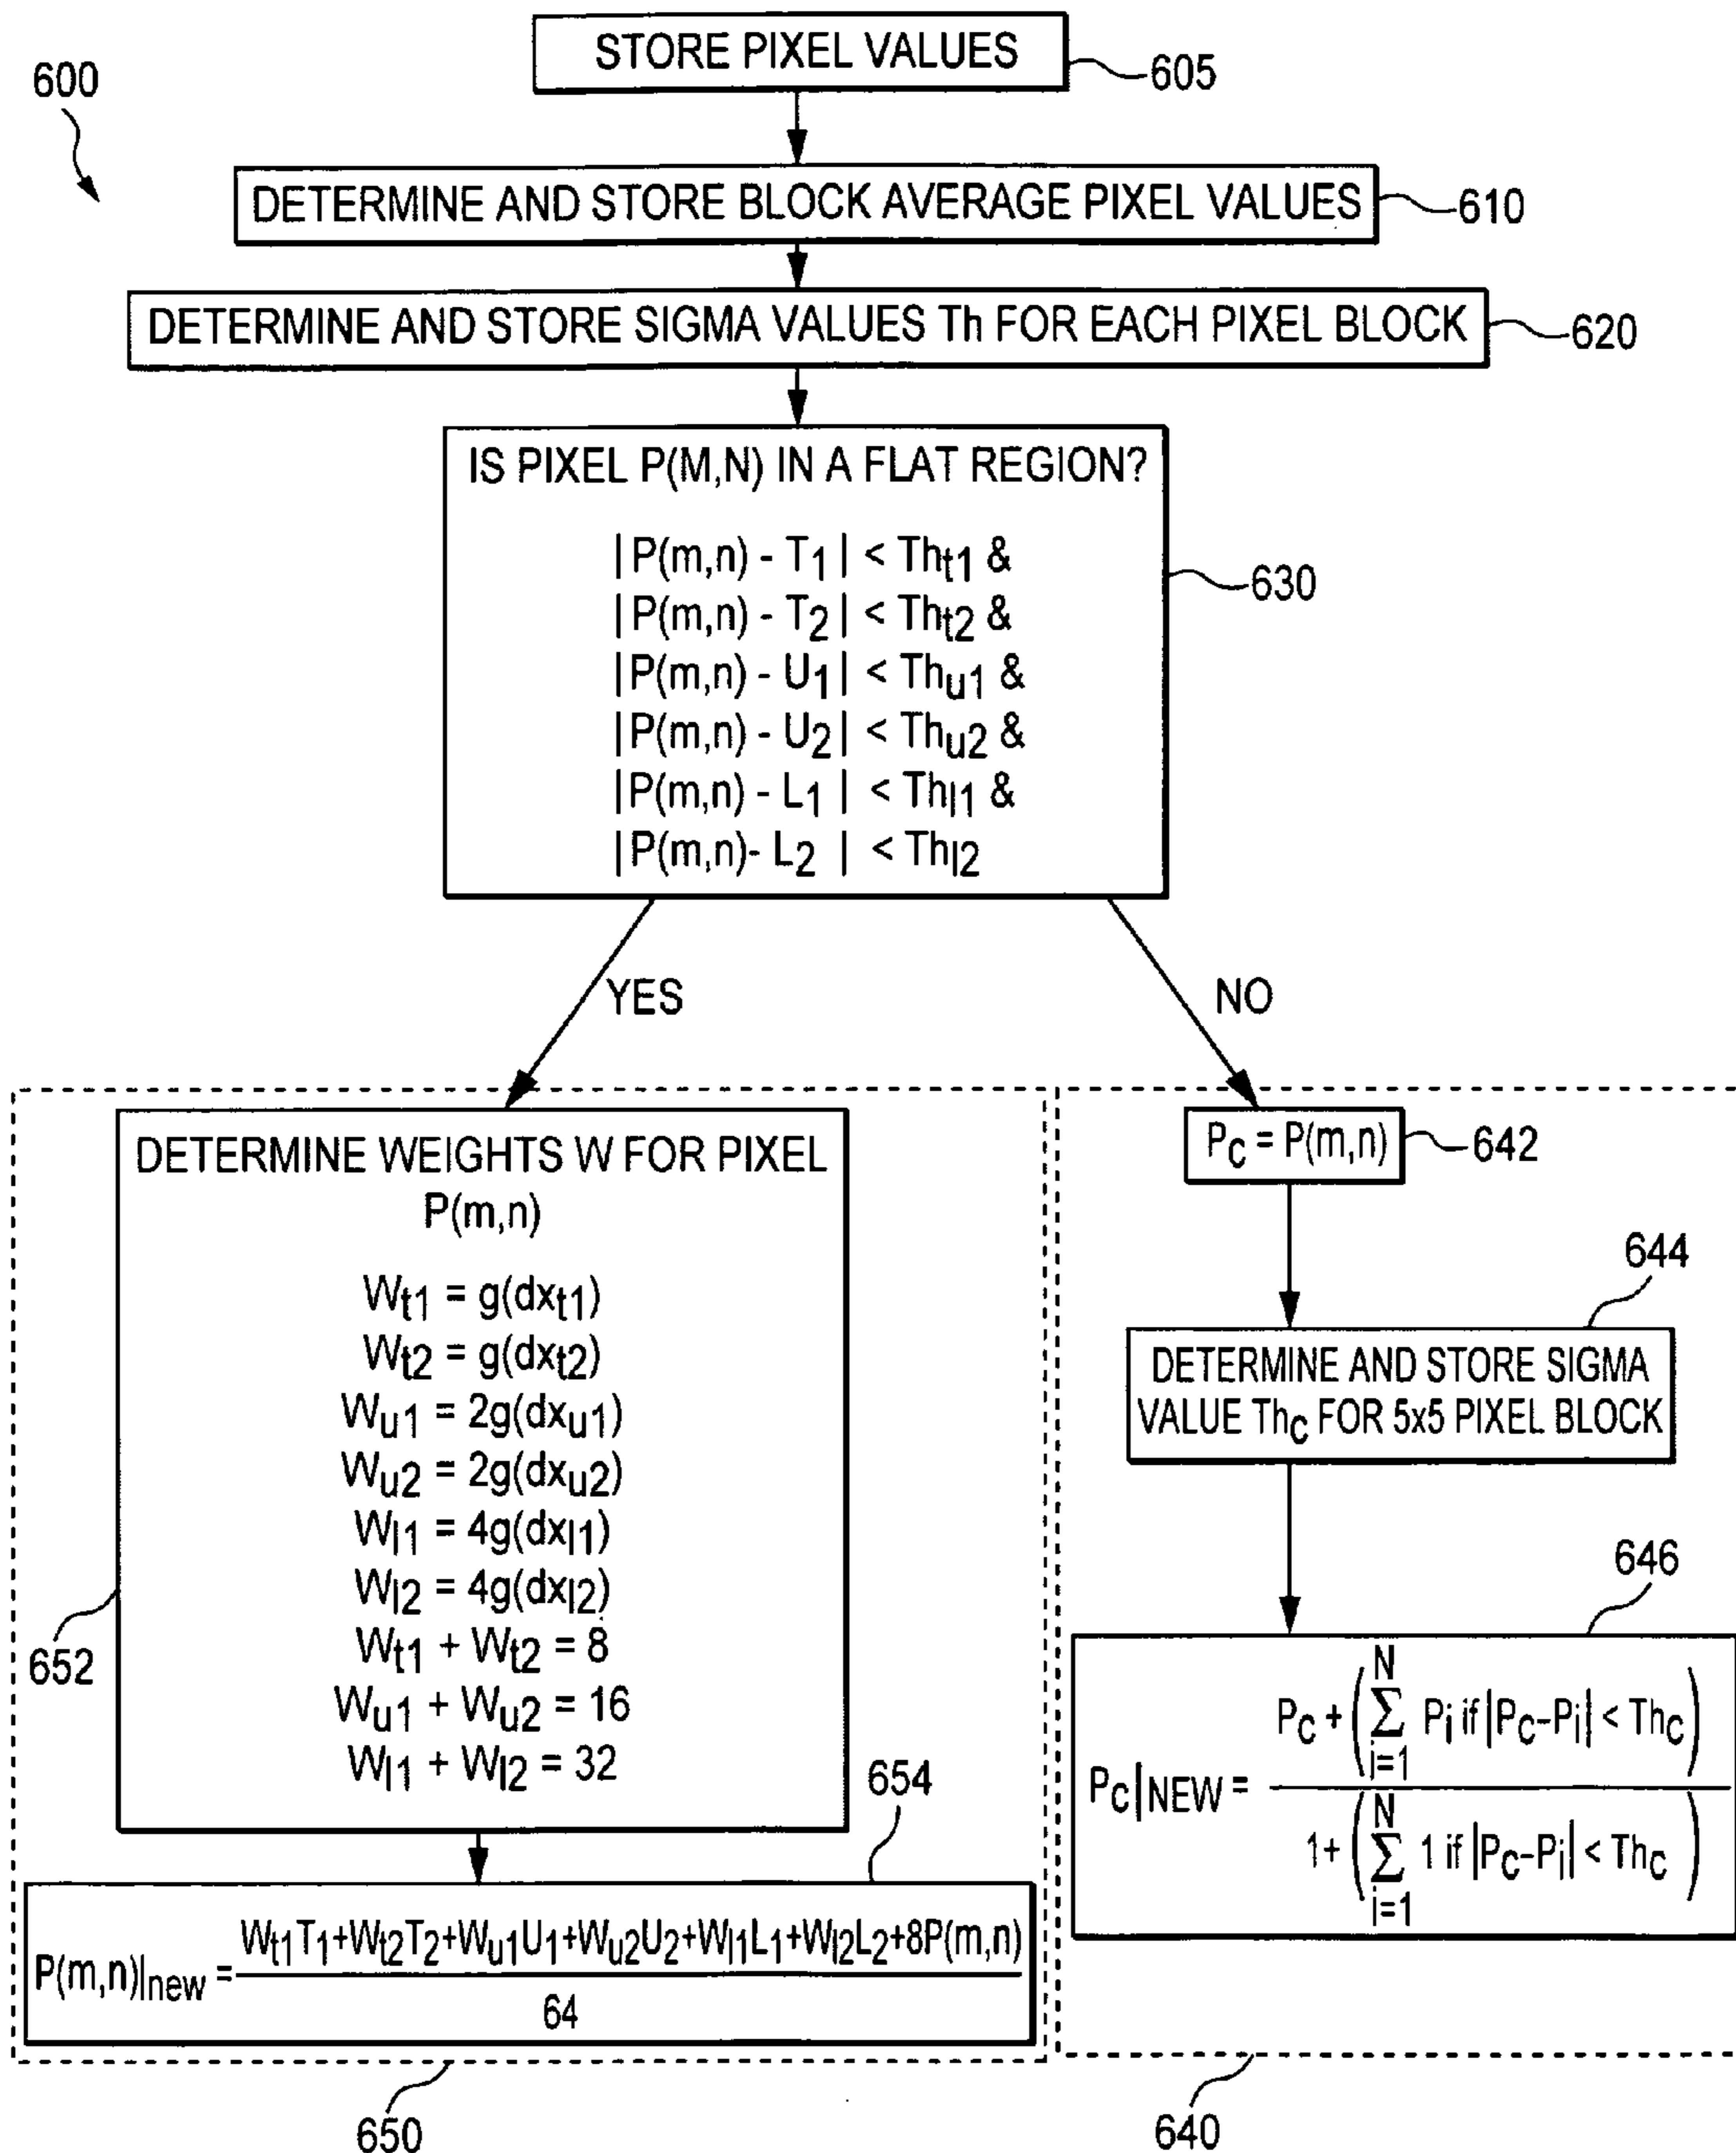 600
STORE PIXEL VALUES
605
DETERMINE AND STORE BLOCK AVERAGE PIXEL VALUES
610
DETERMINE AND STORE SIGMA VALUES Th FOR EACH PIXEL BLOCK
620
IS PIXEL P(M,N) IN A FLAT REGION?
|P(m,n) - T1| < Tht1 &
|P(m,n) - T2| < Tht2 &
|P(m,n) - U1| < Thu1 &
|P(m,n) - U2| < Thu2 &
|P(m,n) - L1| < Thl1 &
|P(m,n)- L2 | < Thl2
630
YES
NO
DETERMINE WEIGHTS W FOR PIXEL
P(m,n)
Wt1 = g(dxt1)
Wt2 = g(dxt2)
Wu1 = 2g(dxu1)
Wu2 = 2g(dxu2)
Wl1 = 4g(dxl1)
Wl2 = 4g(dxl2)
Wt1 + Wt2 = 8
Wu1 + Wu2 = 16
Wl1 + Wl2 = 32
652
654
P(m,n)|new = Wt1T1+Wt2T2+Wu1U1+Wu2U2+Wl1L1+Wl2L2+8P(m,n)
64
650
PC = P(m,n)
642
644
DETERMINE AND STORE SIGMA
VALUE ThC FOR 5x5 PIXEL BLOCK
646
PC|NEW = PC + (N∑i=1 Pi if |PC-Pi| < ThC)
1+ (N∑i=1 1 if |PC-Pi| < ThC)
640